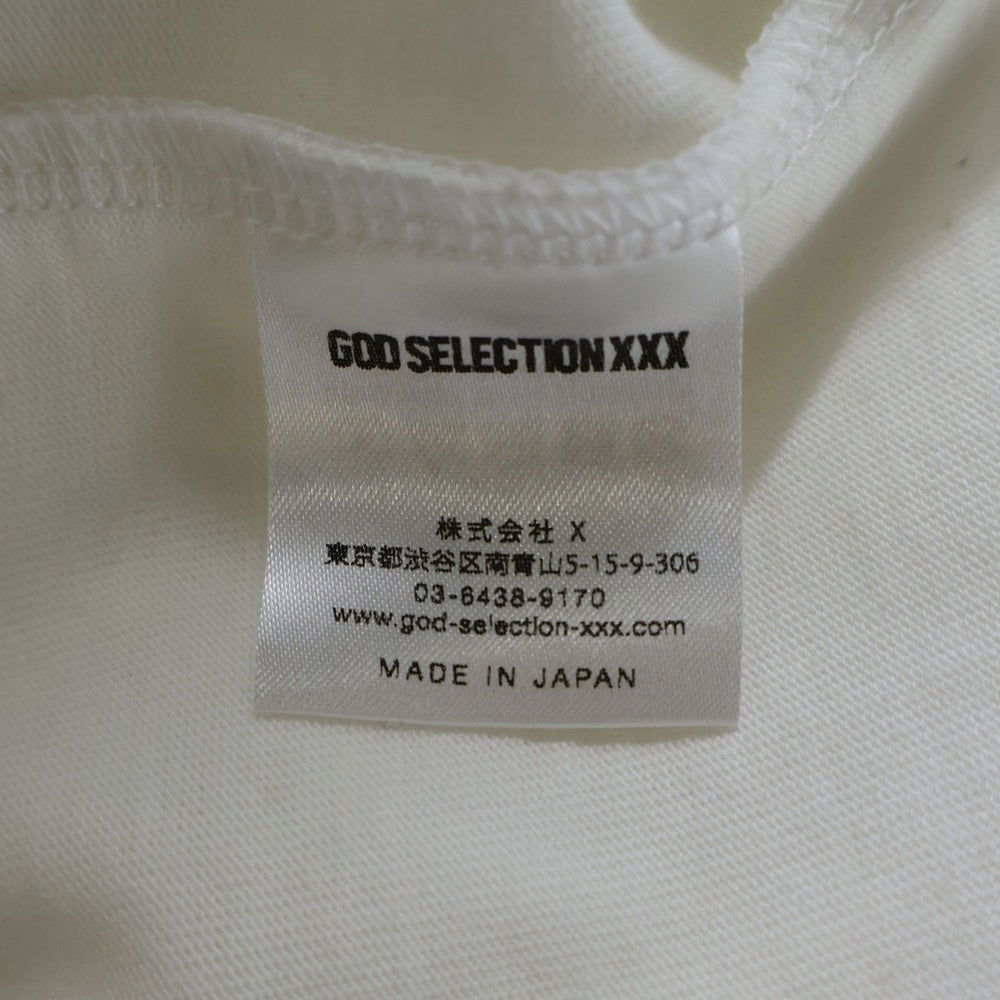 GOD SELECTION XXX
株式会社 X
東京都渋谷区南青山5-15-9-306
03-6438-9170
www.god-selection-xxx.com
MADE IN JAPAN